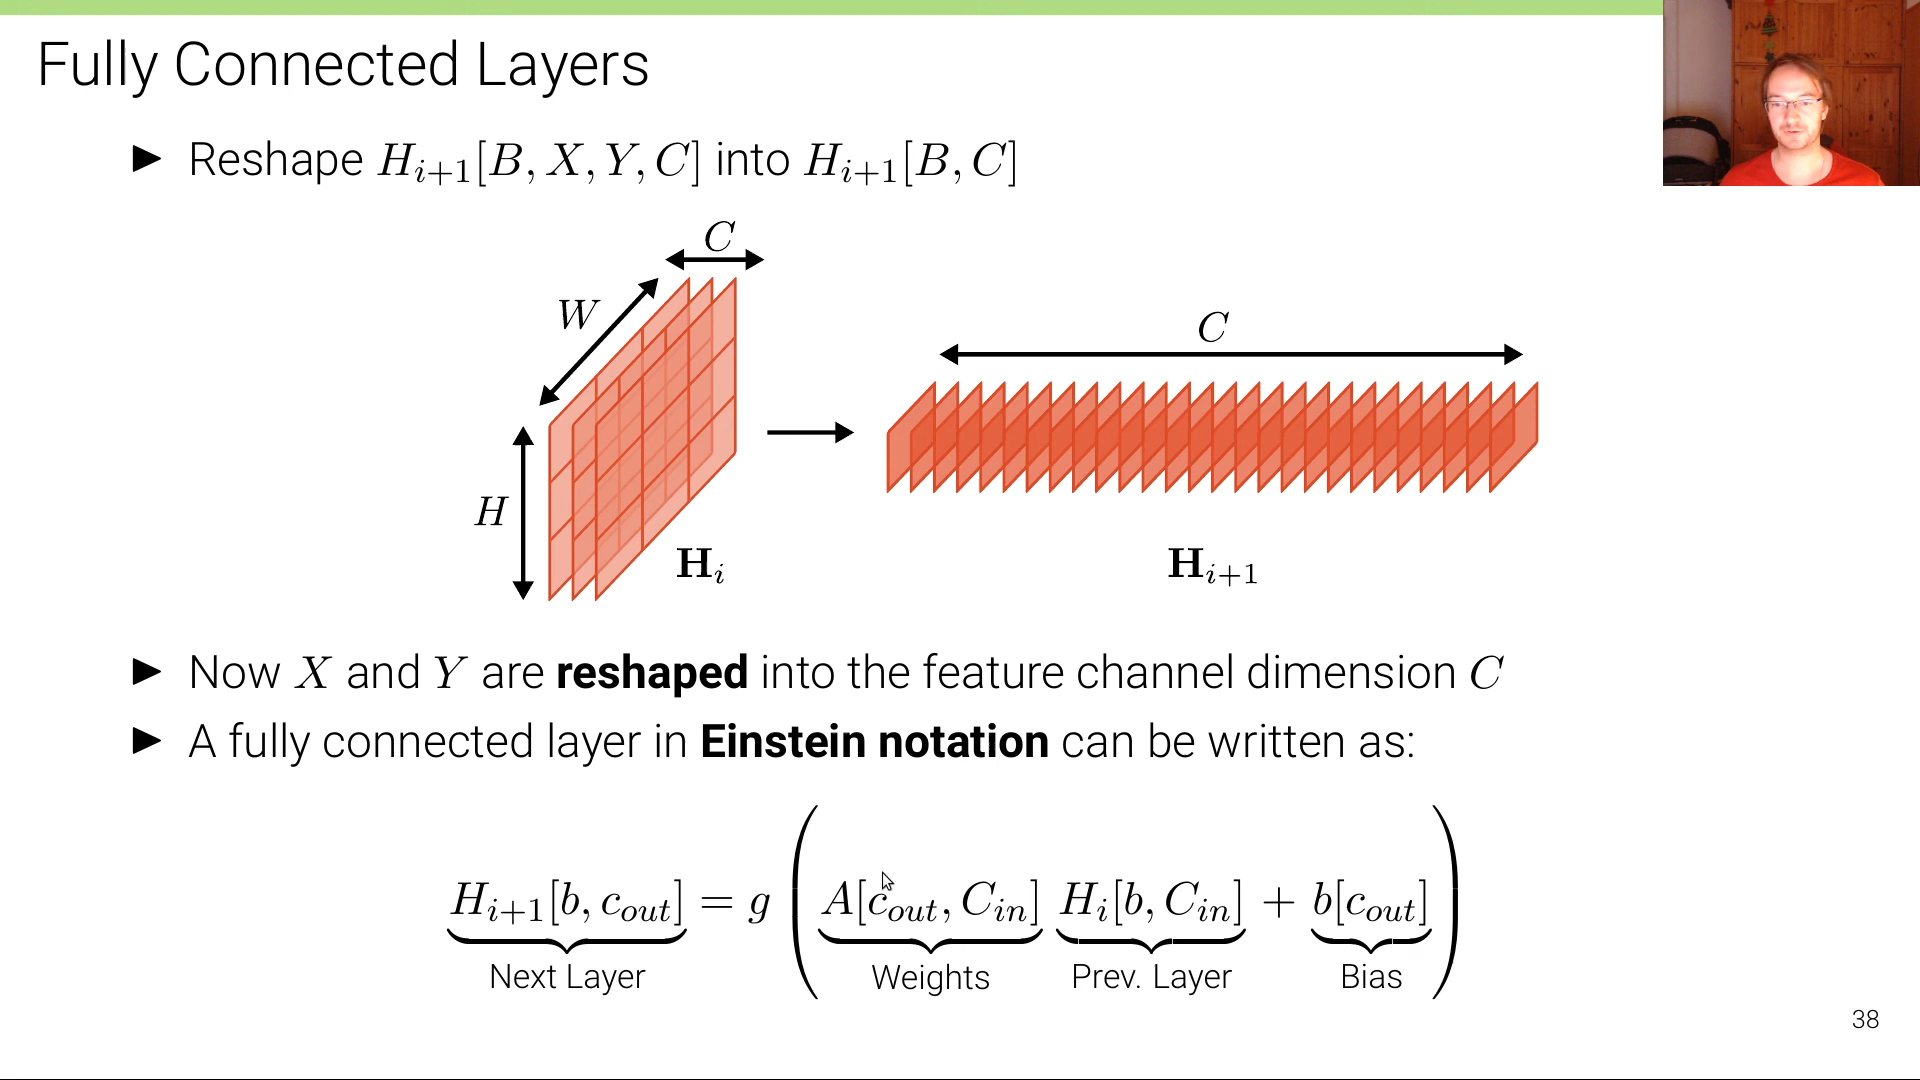 Fully Connected Layers
► Reshape H_{i+1}[B, X, Y, C] into H_{i+1}[B, C]
C
W
C
H
H_i
H_{i+1}
► Now X and Y are reshaped into the feature channel dimension C
► A fully connected layer in Einstein notation can be written as:
H_{i+1}[b, c_{out}] = g ( A[c_{out}, C_{in}] H_i[b, C_{in}] + b[c_{out}] )
Next Layer Weights Prev. Layer Bias
38